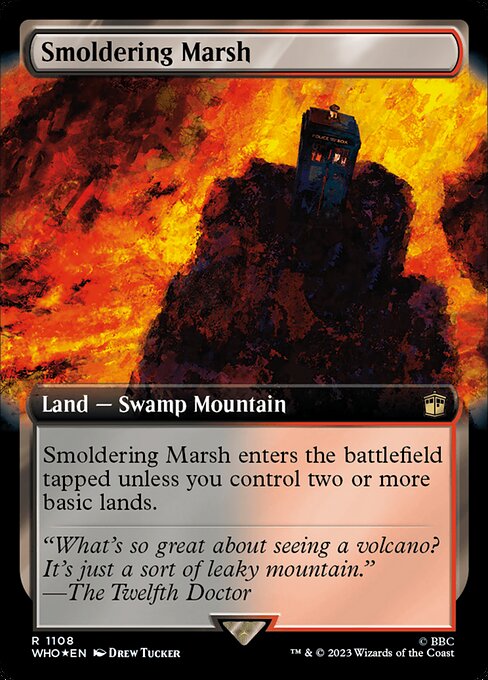 Smoldering Marsh
POLICE BOX
Land — Swamp Mountain
Smoldering Marsh enters the battlefield
tapped unless you control two or more
basic lands.
“What’s so great about seeing a volcano?
It’s just a sort of leaky mountain.”
—The Twelfth Doctor
R 1108
© BBC
WHO★EN Drew Tucker
™ & © 2023 Wizards of the Coast